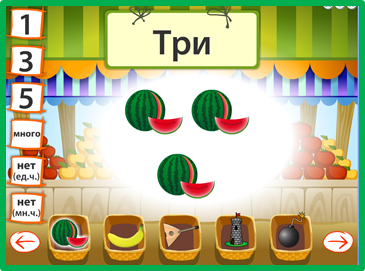 Три
1
3
5
много
нет
(ед.ч.)
нет
(мн.ч.)